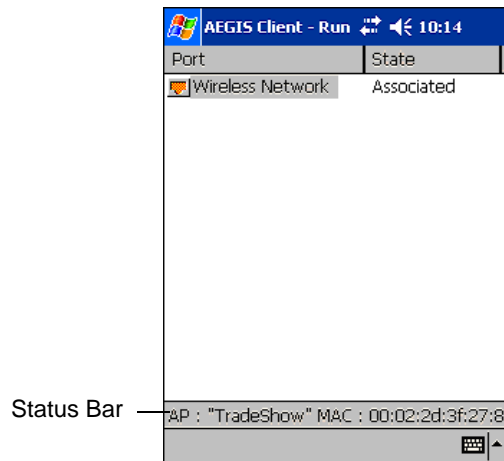 AEGIS Client - Run 10:14
Port State
Wireless Network Associated
Status Bar
AP : "TradeShow" MAC : 00:02:2d:3f:27:8